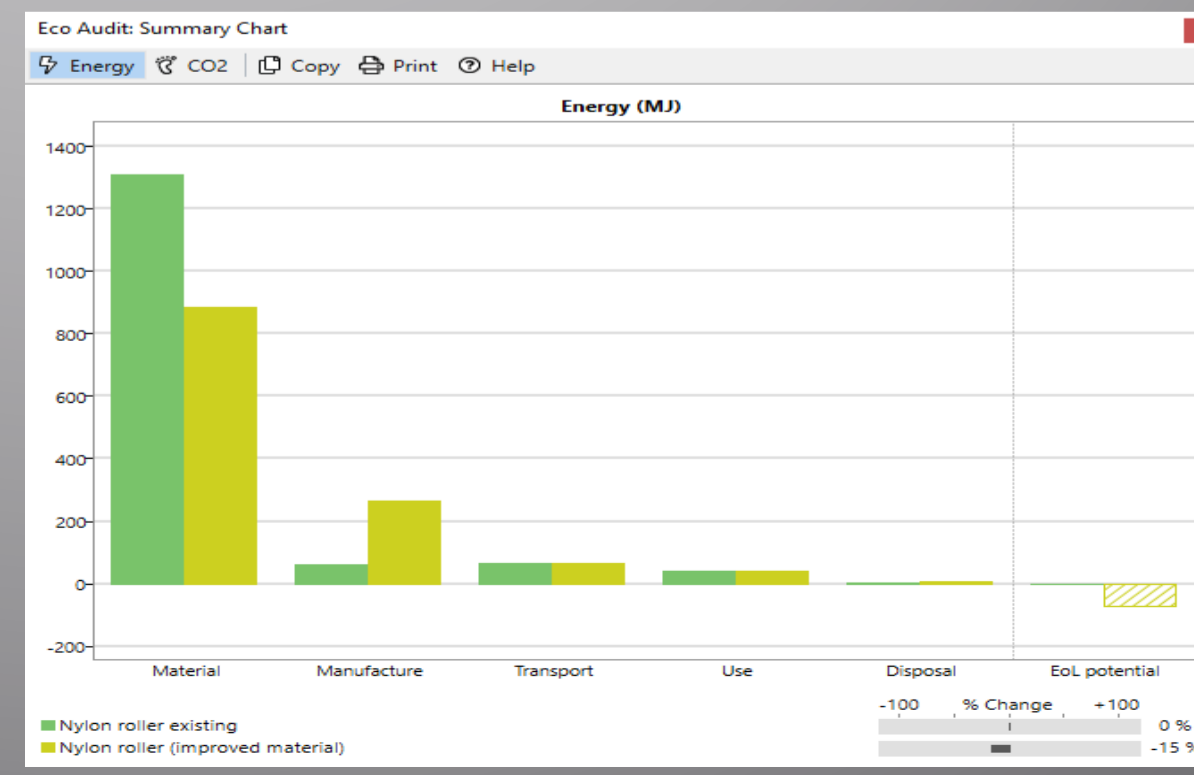 Eco Audit: Summary Chart
Energy CO2 Copy Print Help
Energy (MJ)
1400
1200
1000
800
600
400
200
0
-200
Material Manufacture Transport Use Disposal EoL potential
-100 % Change +100
Nylon roller existing 0 %
Nylon roller (improved material) -15 %